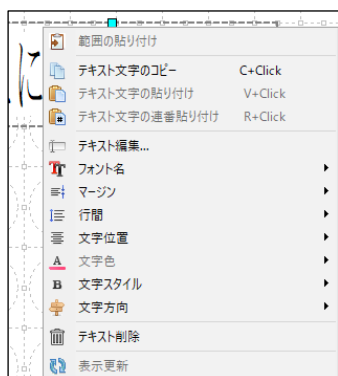 に
範囲の貼り付け
テキスト文字のコピー C+Click
テキスト文字の貼り付け V+Click
テキスト文字の連番貼り付け R+Click
テキスト編集...
フォント名
マージン
行間
文字位置
文字色
文字スタイル
文字方向
テキスト削除
表示更新